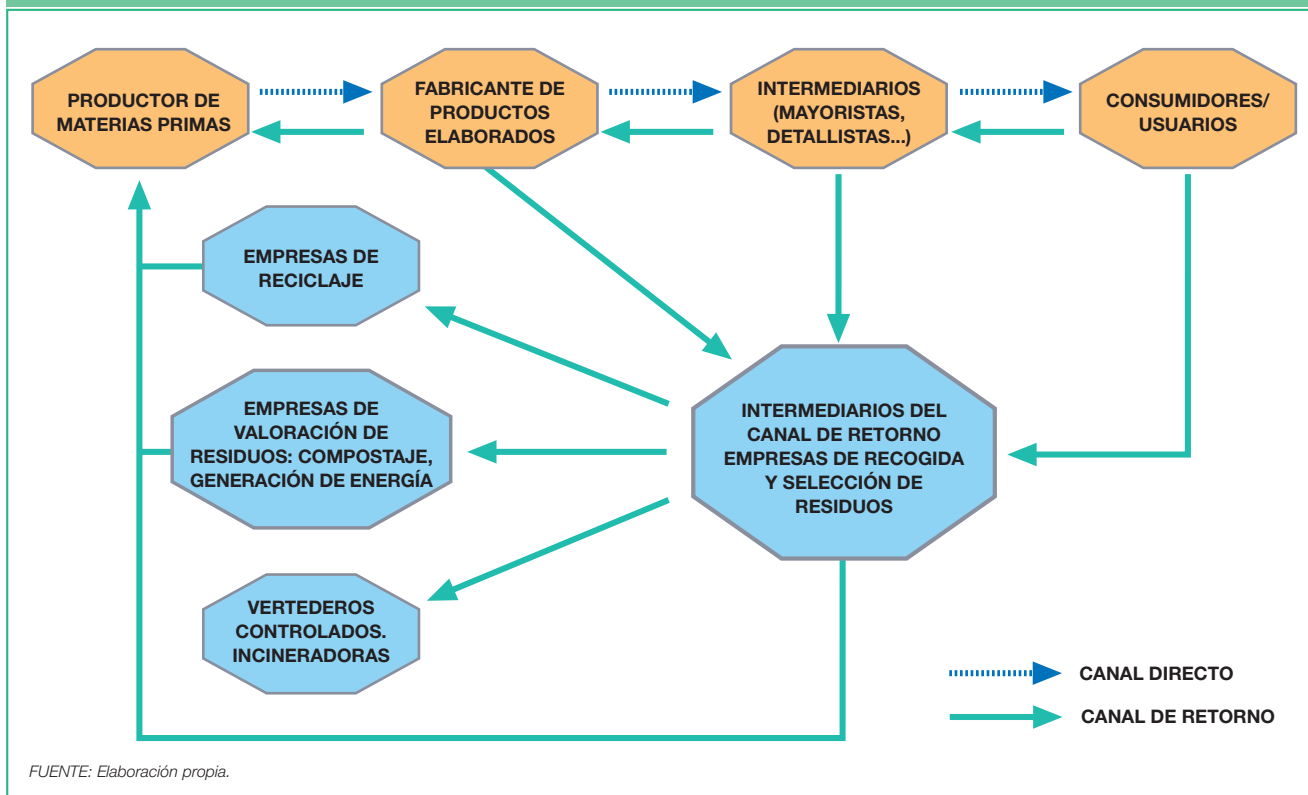 PRODUCTOR DE
MATERIAS PRIMAS
FABRICANTE DE
PRODUCTOS
ELABORADOS
INTERMEDIARIOS
(MAYORISTAS,
DETALLISTAS...)
CONSUMIDORES/
USUARIOS
EMPRESAS DE
RECICLAJE
EMPRESAS DE
VALORACIÓN DE
RESIDUOS: COMPOSTAJE,
GENERACIÓN DE ENERGÍA
INTERMEDIARIOS DEL
CANAL DE RETORNO
EMPRESAS DE RECOGIDA
Y SELECCIÓN DE
RESIDUOS
VERTEDEROS
CONTROLADOS.
INCINERADORAS
CANAL DIRECTO
CANAL DE RETORNO
FUENTE: Elaboración propia.